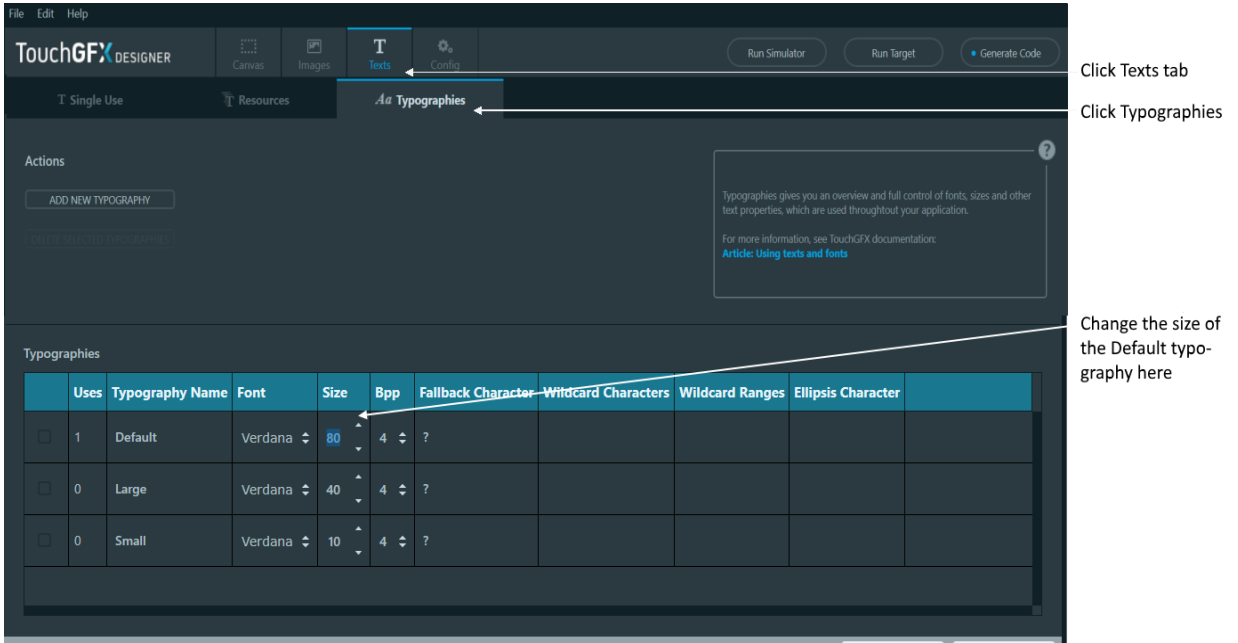 File Edit Help
TouchGFX DESIGNER
Canvas
Images
T
Texts
Config
Run Simulator
Run Target
Generate Code
Click Texts tab
T Single Use
T Resources
Aa Typographies
Click Typographies
Actions
?
ADD NEW TYPOGRAPHY
DELETE SELECTED TYPOGRAPHIES
Typographies gives you an overview and full control of fonts, sizes and other
text properties, which are used throughtout your application.
For more information, see TouchGFX documentation:
Article: Using texts and fonts
Change the size of
the Default typo-
graphy here
Typographies
Uses Typography Name Font Size Bpp Fallback Character Wildcard Characters Wildcard Ranges Ellipsis Character
1 Default Verdana 80 4 ?
0 Large Verdana 40 4 ?
0 Small Verdana 10 4 ?